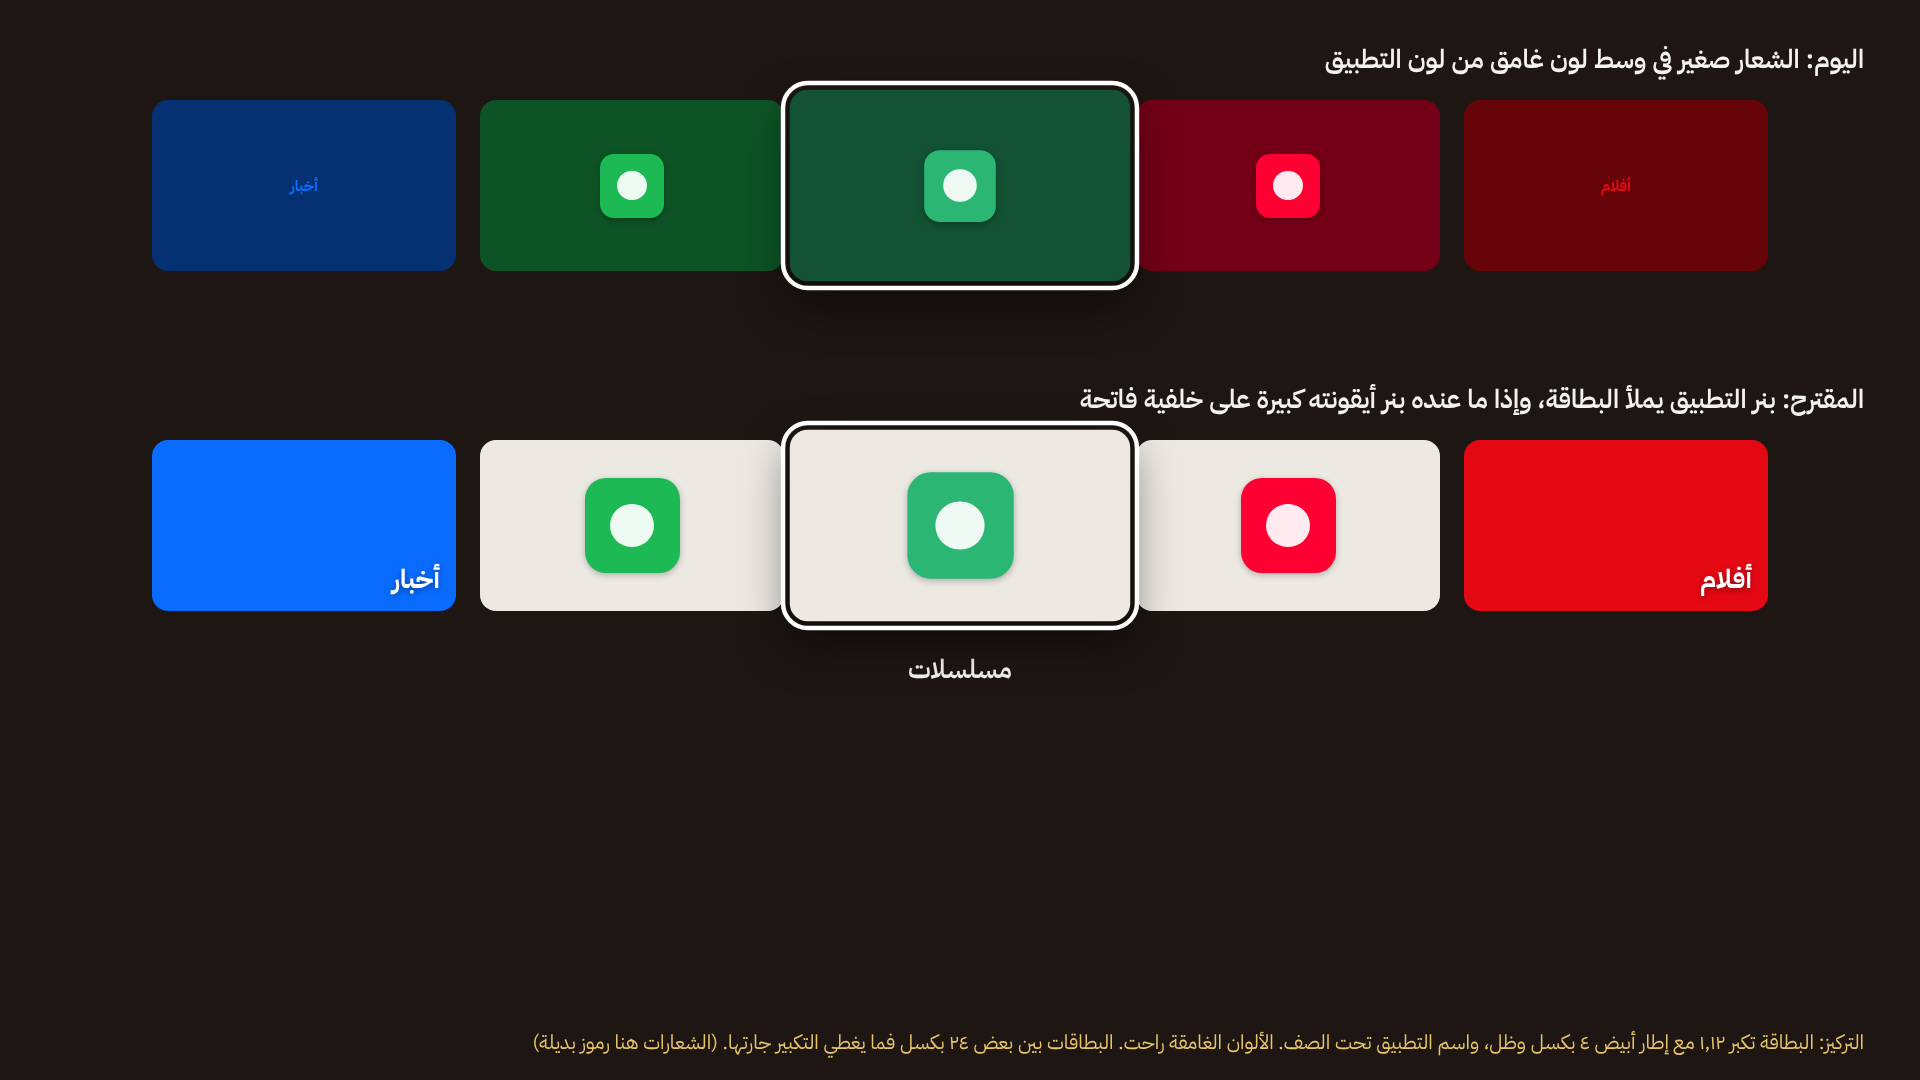 اليوم: الشعار صغير في وسط لون غامق من لون التطبيق
أفلام
أخبار
المقترح: بنر التطبيق يملأ البطاقة، وإذا ما عنده بنر أيقونته كبيرة على خلفية فاتحة
أفلام
أخبار
مسلسلات
التركيز: البطاقة تكبر ١,١٢ مع إطار أبيض ٤ بكسل وظل، واسم التطبيق تحت الصف. الألوان الغامقة راحت. البطاقات بين بعض ٢٤ بكسل فما يغطي التكبير جارتها. (الشعارات هنا رموز بديلة)